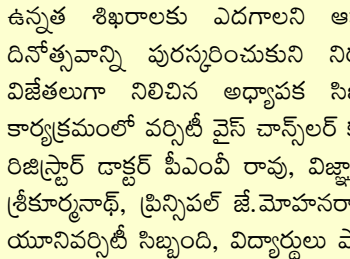 ఉన్నత శిఖరాలకు ఎదగాలని ఆ
దినోత్సవాన్ని పురస్కరించుకుని
విజేతలుగా నిలిచిన అధ్యాపక
కార్యక్రమంలో వర్సిటీ వైస్ చాన్స్‌లర్
రిజిస్ట్రార్ డాక్టర్ పీఎంవీ రావు,
శ్రీకూర్మనాథ్, ప్రిన్సిపల్ జే.మోహనరా
యూనివర్సిటీ సిబ్బంది, విద్యార్థులు